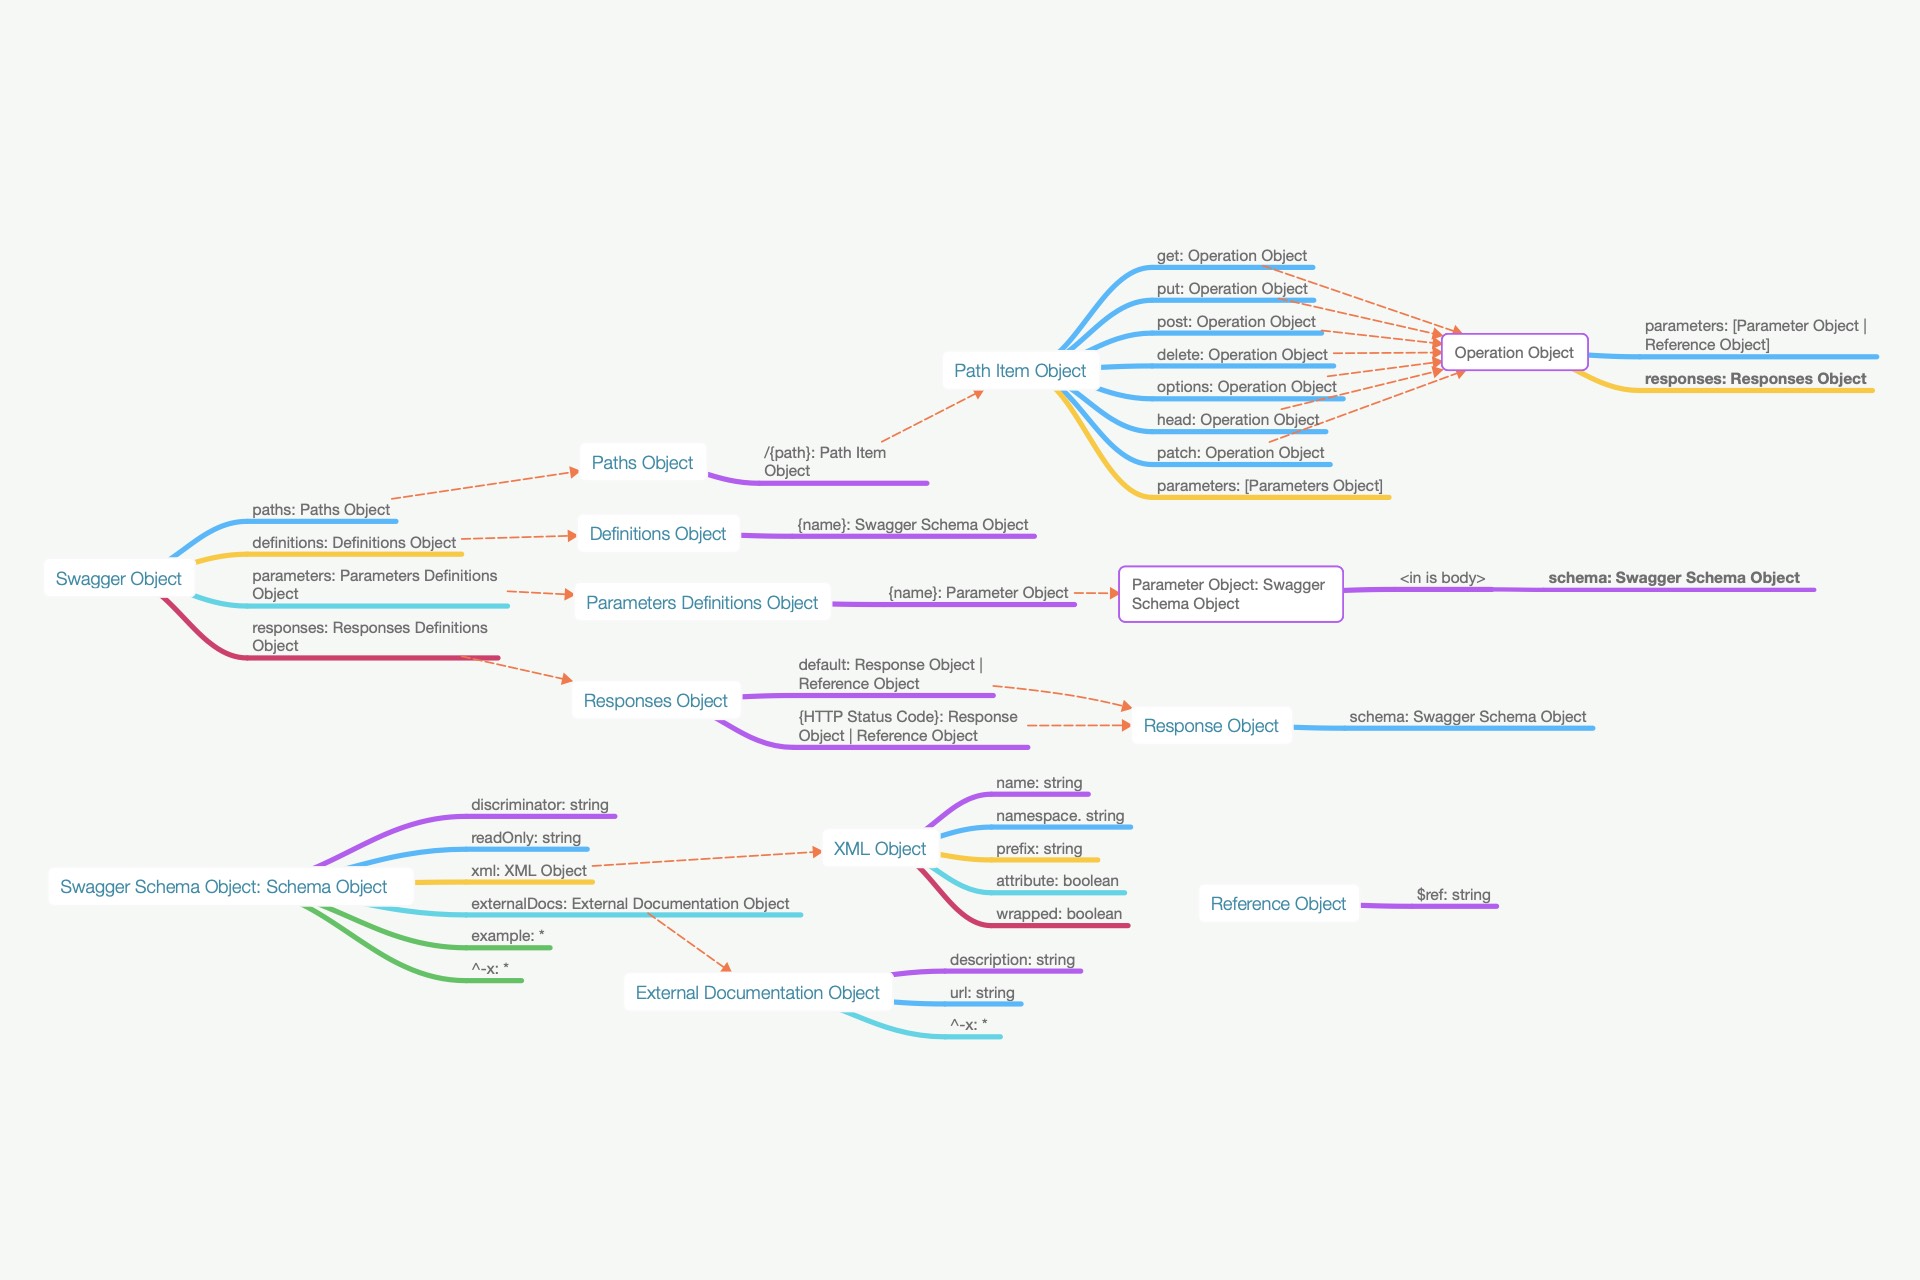 get: Operation Object
put: Operation Object
post: Operation Object
delete: Operation Object
options: Operation Object
head: Operation Object
patch: Operation Object
parameters: [Parameters Object]
Path Item Object
Operation Object
parameters: [Parameter Object |
Reference Object]
responses: Responses Object
Paths Object
/{path}: Path Item
Object
Swagger Object
paths: Paths Object
definitions: Definitions Object
parameters: Parameters Definitions
Object
responses: Responses Definitions
Object
Definitions Object
{name}: Swagger Schema Object
Parameters Definitions Object
{name}: Parameter Object
Parameter Object: Swagger
Schema Object
<in is body>
schema: Swagger Schema Object
Responses Object
default: Response Object |
Reference Object
{HTTP Status Code}: Response
Object | Reference Object
Response Object
schema: Swagger Schema Object
Swagger Schema Object: Schema Object
discriminator: string
readOnly: string
xml: XML Object
externalDocs: External Documentation Object
example: *
^-x: *
XML Object
name: string
namespace. string
prefix: string
attribute: boolean
wrapped: boolean
Reference Object
$ref: string
External Documentation Object
description: string
url: string
^-x: *